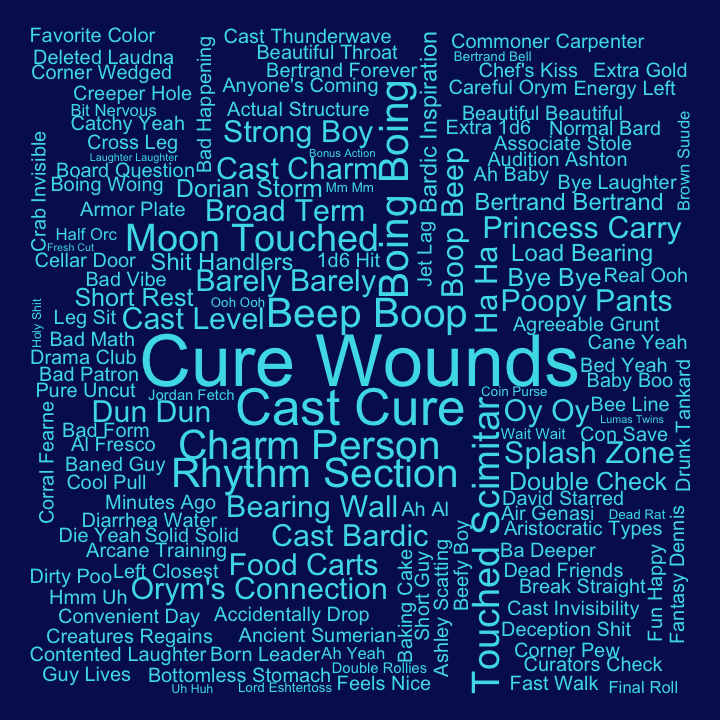 Favorite Color
Cast Thunderwave
Commoner Carpenter
Deleted Laudna
Beautiful Throat
Bertrand Bell
Corner Wedged
Bertrand Forever
Chef's Kiss
Extra Gold
Creeper Hole
Bad Happening
Anyone's Coming
Bardic Inspiration
Careful Orym
Energy Left
Bit Nervous
Actual Structure
Beautiful Beautiful
Catchy Yeah
Strong Boy
Boing Boing
Extra 1d6
Normal Bard
Brown Suude
Cross Leg
Bonus Action
Associate Stole
Laughter Laughter
Cast Charm
Audition Ashton
Board Question
Ah Baby
Boing Woing
Dorian Storm
Mm Mm
Boop Beep
Bye Laughter
Crab Invisible
Armor Plate
Broad Term
Bertrand Bertrand
Half Orc
Moon Touched
Jet Lag
Princess Carry
Fresh Cut
Ha Ha
Load Bearing
Cellar Door
Shit Handlers
1d6 Hit
Bad Vibe
Barely Barely
Bye Bye
Real Ooh
Short Rest
Ooh Ooh
Beep Boop
Poopy Pants
Holy Shit
Leg Sit
Cast Level
Agreeable Grunt
Bad Math
Cure Wounds
Cane Yeah
Drama Club
Bed Yeah
Bad Patron
Baby Boo
Pure Uncut
Jordan Fetch
Cast Cure
Coin Purse
Drunk Tankard
Dun Dun
Oy Oy
Bee Line
Lumas Twins
Bad Form
Charm Person
Wait Wait
Con Save
Al Fresco
Corral Fearne
Baned Guy
Rhythm Section
Touched Scimitar
Splash Zone
Cool Pull
Double Check
Minutes Ago
Bearing Wall
Ah Al
David Starred
Diarrhea Water
Air Genasi
Dead Rat
Die Yeah
Solid Solid
Cast Bardic
Aristocratic Types
Arcane Training
Food Carts
Baking Cake
Short Guy
Ashley Scatting
Beefy Boy
Ba Deeper
Fantasy Dennis
Dirty Poo
Left Closest
Dead Friends
Fun Happy
Hmm Uh
Orym's Connection
Break Straight
Convenient Day
Accidentally Drop
Cast Invisibility
Creatures Regains
Ancient Sumerian
Deception Shit
Contented Laughter
Born Leader
Ah Yeah
Corner Pew
Guy Lives
Bottomless Stomach
Double Rollies
Curators Check
Uh Huh
Lord Eshtertoss
Feels Nice
Fast Walk
Final Roll